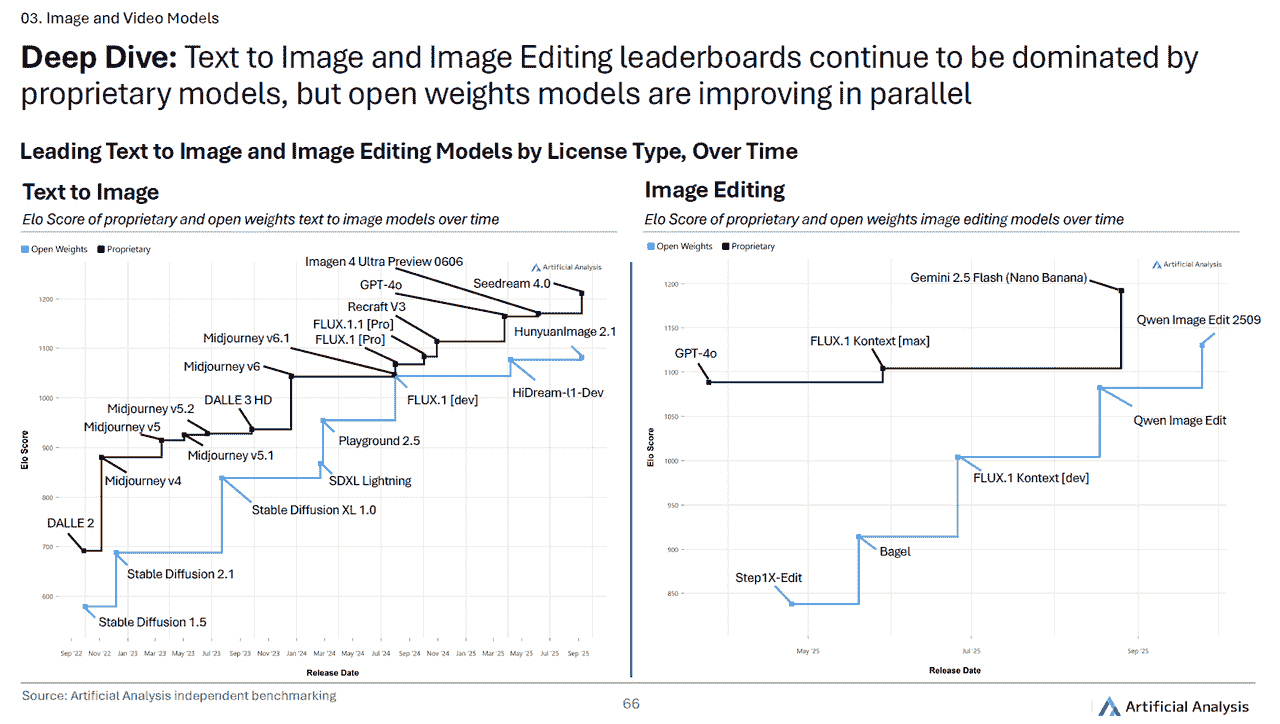 03. Image and Video Models
Deep Dive: Text to Image and Image Editing leaderboards continue to be dominated by
proprietary models, but open weights models are improving in parallel
Leading Text to Image and Image Editing Models by License Type, Over Time
Text to Image
Elo Score of proprietary and open weights text to image models over time
Open Weights Proprietary
Artificial Analysis
Imagen 4 Ultra Preview 0606
GPT-4o
Seedream 4.0
Recraft V3
FLUX.1.1 [Pro]
FLUX.1 [Pro]
HunyuanImage 2.1
Midjourney v6.1
Midjourney v6
HiDream-I1-Dev
DALLE 3 HD
FLUX.1 [dev]
Midjourney v5.2
Midjourney v5
Playground 2.5
Midjourney v5.1
Midjourney v4
SDXL Lightning
Stable Diffusion XL 1.0
DALLE 2
Stable Diffusion 2.1
Stable Diffusion 1.5
Elo Score
1200
1100
1000
900
800
700
600
Sep '22 Nov '22 Jan '23 Mar '23 May '23 Jul '23 Sep '23 Nov '23 Jan '24 Mar '24 May '24 Jul '24 Sep '24 Nov '24 Jan '25 Mar '25 May '25 Jul '25 Sep '25
Release Date
Image Editing
Elo Score of proprietary and open weights image editing models over time
Open Weights Proprietary
Artificial Analysis
Gemini 2.5 Flash (Nano Banana)
Qwen Image Edit 2509
FLUX.1 Kontext [max]
GPT-4o
Qwen Image Edit
FLUX.1 Kontext [dev]
Bagel
Step1X-Edit
Elo Score
1200
1150
1100
1050
1000
950
900
850
May '25 Jul '25 Sep '25
Release Date
Source: Artificial Analysis independent benchmarking
66
Artificial Analysis